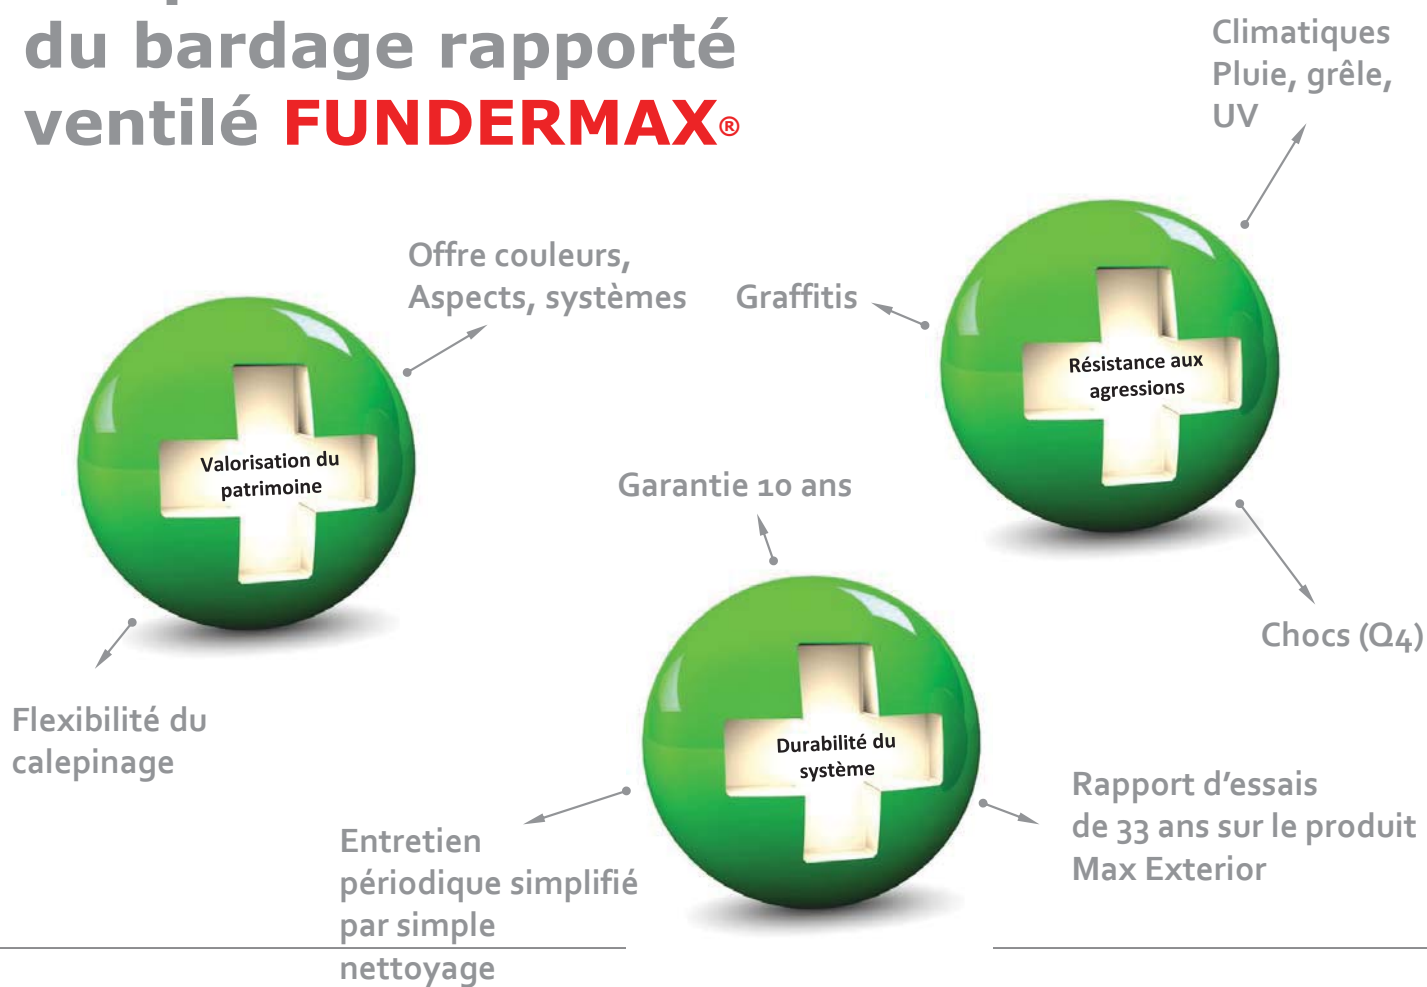 du bardage rapporté
ventilé FUNDERMAX®
Climatiques
Pluie, grêle,
UV
Offre couleurs,
Aspects, systèmes
Graffitis
Résistance aux
agressions
Valorisation du
patrimoine
Garantie 10 ans
Chocs (Q4)
Flexibilité du
calepinage
Durabilité du
système
Rapport d’essais
de 33 ans sur le produit
Max Exterior
Entretien
périodique simplifié
par simple
nettoyage